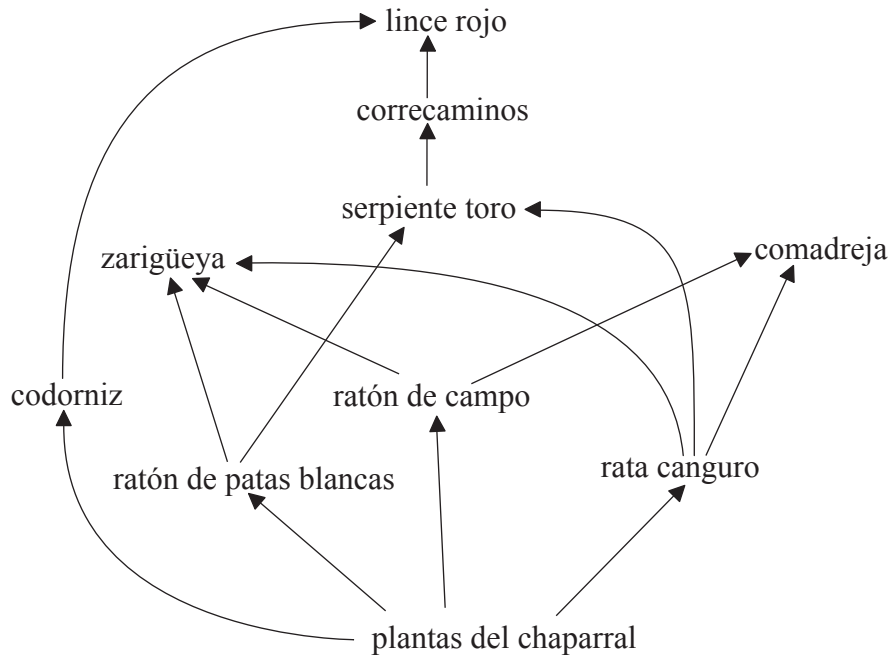 lince rojo
correcaminos
serpiente toro
zarigüeya
comadreja
codorniz
ratón de campo
ratón de patas blancas
rata canguro
plantas del chaparral